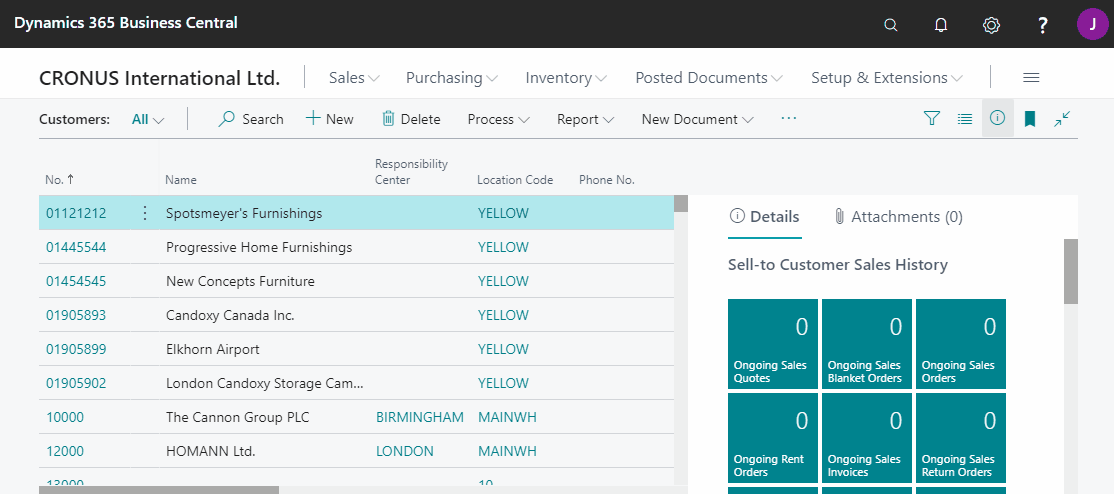 Dynamics 365 Business Central
?
J
CRONUS International Ltd.
Sales
Purchasing
Inventory
Posted Documents
Setup & Extensions
Customers:
All
Search
New
Delete
Process
Report
New Document
...
No. ↑
Name
Responsibility
Center
Location Code
Phone No.
01121212
Spotsmeyer's Furnishings
YELLOW
01445544
Progressive Home Furnishings
YELLOW
01454545
New Concepts Furniture
YELLOW
01905893
Candoxy Canada Inc.
YELLOW
01905899
Elkhorn Airport
YELLOW
01905902
London Candoxy Storage Cam...
YELLOW
10000
The Cannon Group PLC
BIRMINGHAM
MAINWH
12000
HOMANN Ltd.
LONDON
MAINWH
Details
Attachments (0)
Sell-to Customer Sales History
0
Ongoing Sales
Quotes
0
Ongoing Sales
Blanket Orders
0
Ongoing Sales
Orders
0
Ongoing Rent
Orders
0
Ongoing Sales
Invoices
0
Ongoing Sales
Return Orders